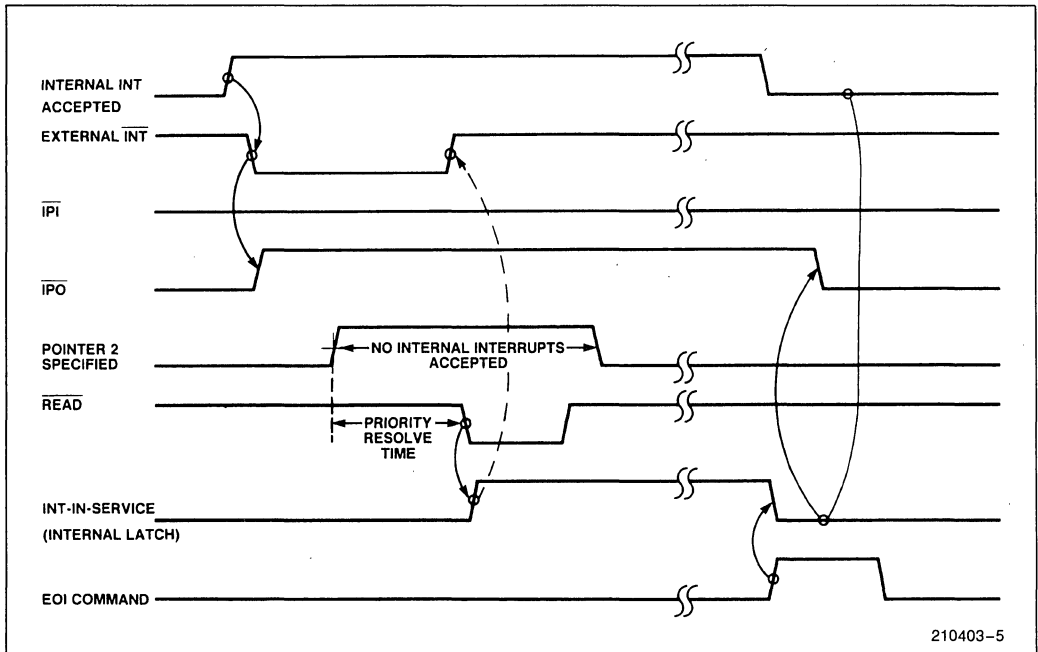 INTERNAL INT
ACCEPTED
EXTERNAL INT
IPI
IPO
POINTER 2
SPECIFIED
NO INTERNAL INTERRUPTS
ACCEPTED
READ
PRIORITY
RESOLVE
TIME
INT-IN-SERVICE
(INTERNAL LATCH)
EOI COMMAND
210403-5